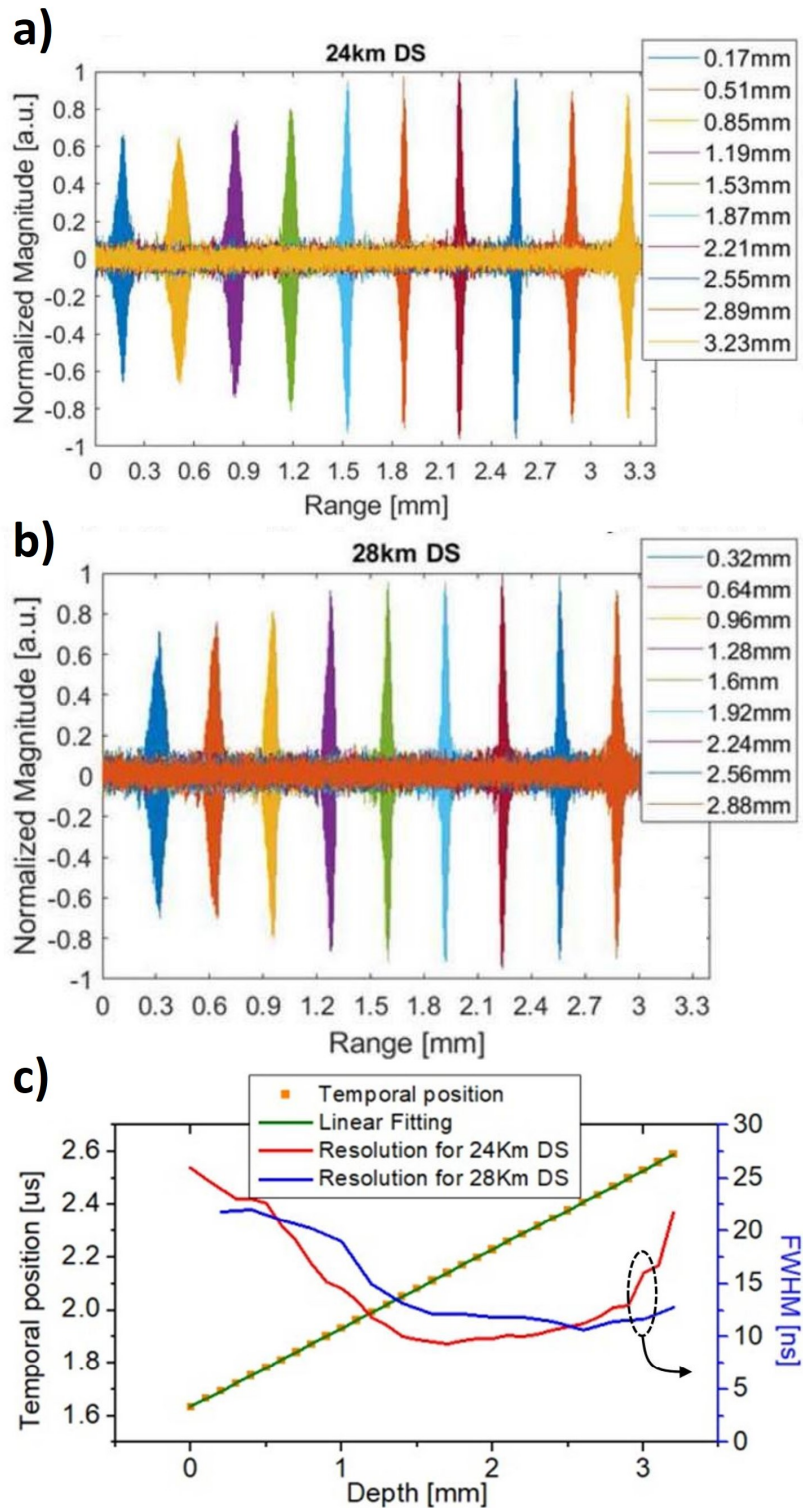 a)
24km DS
Normalized Magnitude [a.u.]
1
0.8
0.6
0.4
0.2
0
-0.2
-0.4
-0.6
-0.8
-1
0 0.3 0.6 0.9 1.2 1.5 1.8 2.1 2.4 2.7 3 3.3
Range [mm]
0.17mm
0.51mm
0.85mm
1.19mm
1.53mm
1.87mm
2.21mm
2.55mm
2.89mm
3.23mm
b)
28km DS
Normalized Magnitude [a.u.]
1
0.8
0.6
0.4
0.2
0
-0.2
-0.4
-0.6
-0.8
-1
0 0.3 0.6 0.9 1.2 1.5 1.8 2.1 2.4 2.7 3 3.3
Range [mm]
0.32mm
0.64mm
0.96mm
1.28mm
1.6mm
1.92mm
2.24mm
2.56mm
2.88mm
c)
Temporal position
Linear Fitting
Resolution for 24Km DS
Resolution for 28Km DS
Temporal position [us]
2.6
2.4
2.2
2.0
1.8
1.6
0 1 2 3
Depth [mm]
30
25
20
15
10
5
0
FWHM [ns]